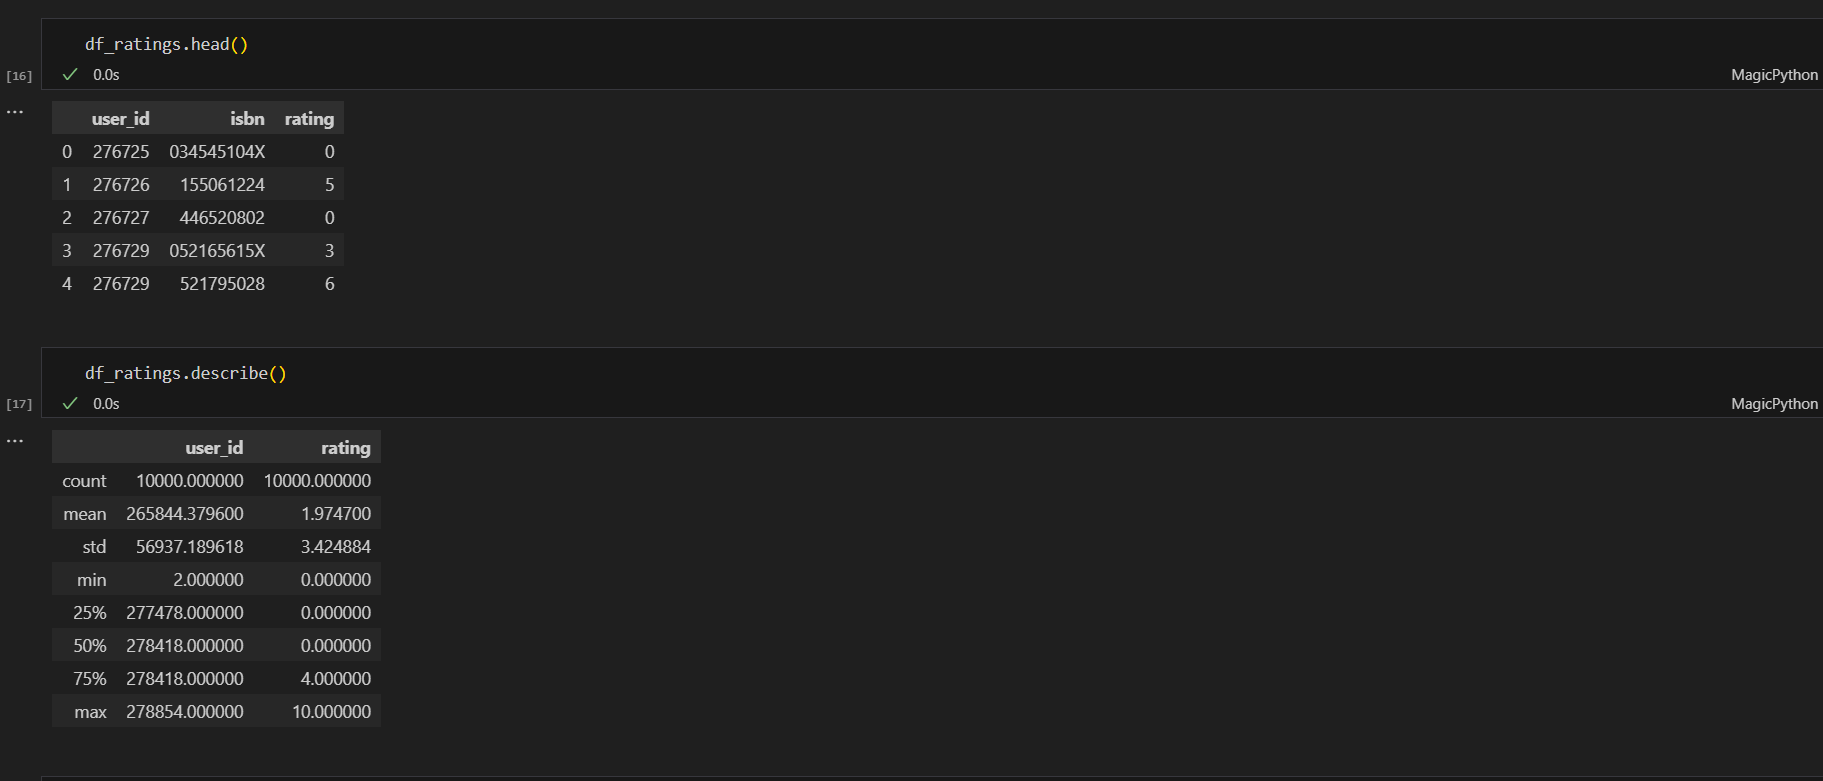 df_ratings.head()
[16] 0.0s MagicPython
...
user_id isbn rating
0 276725 034545104X 0
1 276726 155061224 5
2 276727 446520802 0
3 276729 052165615X 3
4 276729 521795028 6
df_ratings.describe()
[17] 0.0s MagicPython
...
user_id rating
count 10000.000000 10000.000000
mean 265844.379600 1.974700
std 56937.189618 3.424884
min 2.000000 0.000000
25% 277478.000000 0.000000
50% 278418.000000 0.000000
75% 278418.000000 4.000000
max 278854.000000 10.000000